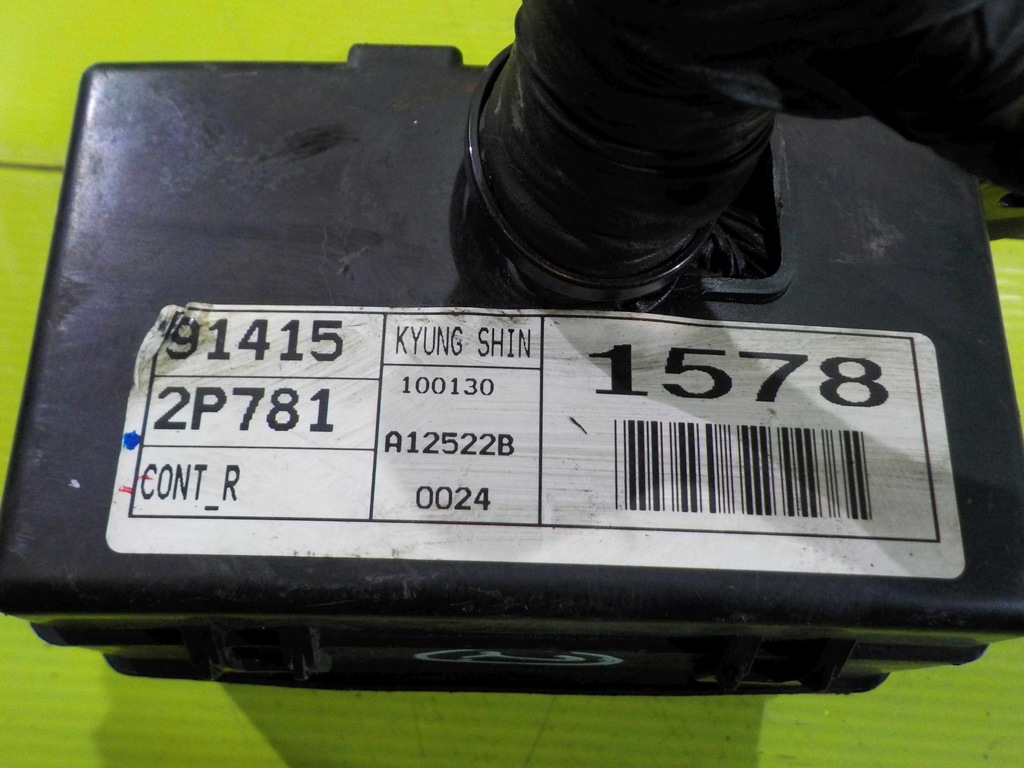 91415
2P781
CONT_R
KYUNG SHIN
100130
A12522B
0024
1578